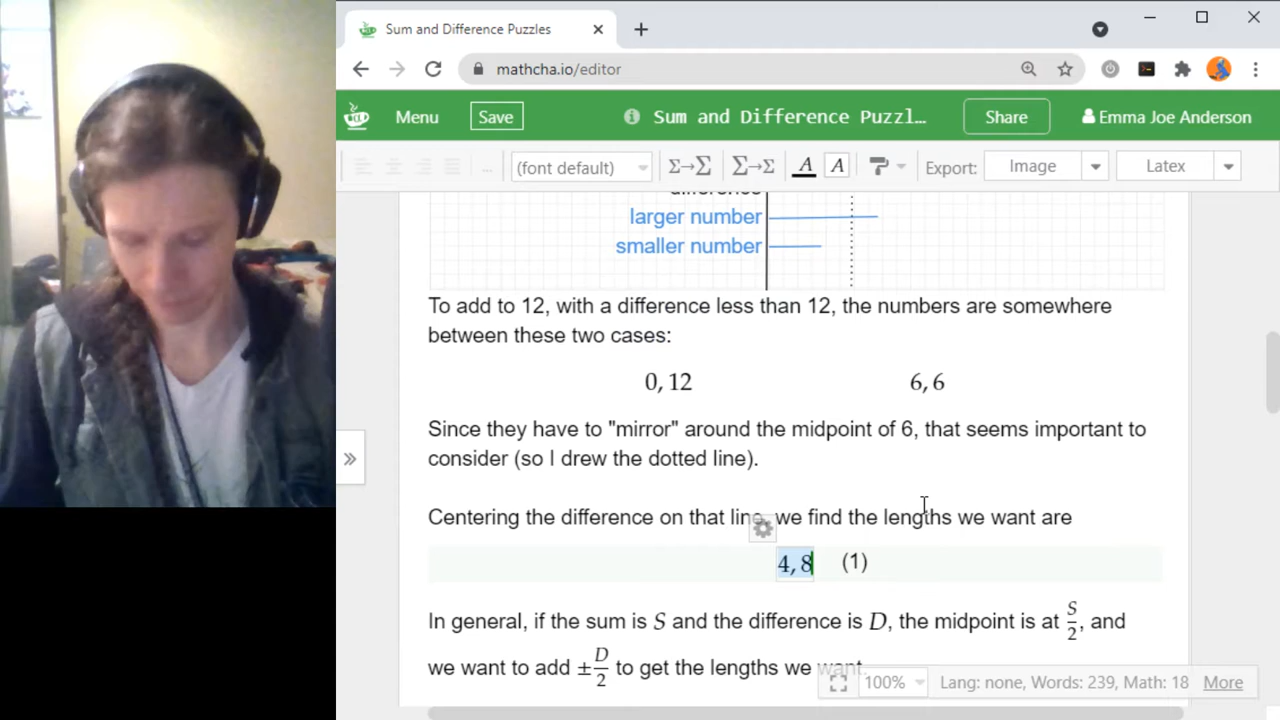 Sum and Difference Puzzles
mathcha.io/editor
Menu Save Sum and Difference Puzzl... Share Emma Joe Anderson
... (font default) Σ→Σ Σ→Σ A A Export: Image Latex
difference
larger number
smaller number
To add to 12, with a difference less than 12, the numbers are somewhere
between these two cases:
0, 12 6, 6
Since they have to "mirror" around the midpoint of 6, that seems important to
consider (so I drew the dotted line).
Centering the difference on that line, we find the lengths we want are
4, 8 (1)
In general, if the sum is S and the difference is D, the midpoint is at S/2, and
we want to add ±D/2 to get the lengths we want.
100% Lang: none, Words: 239, Math: 18 More